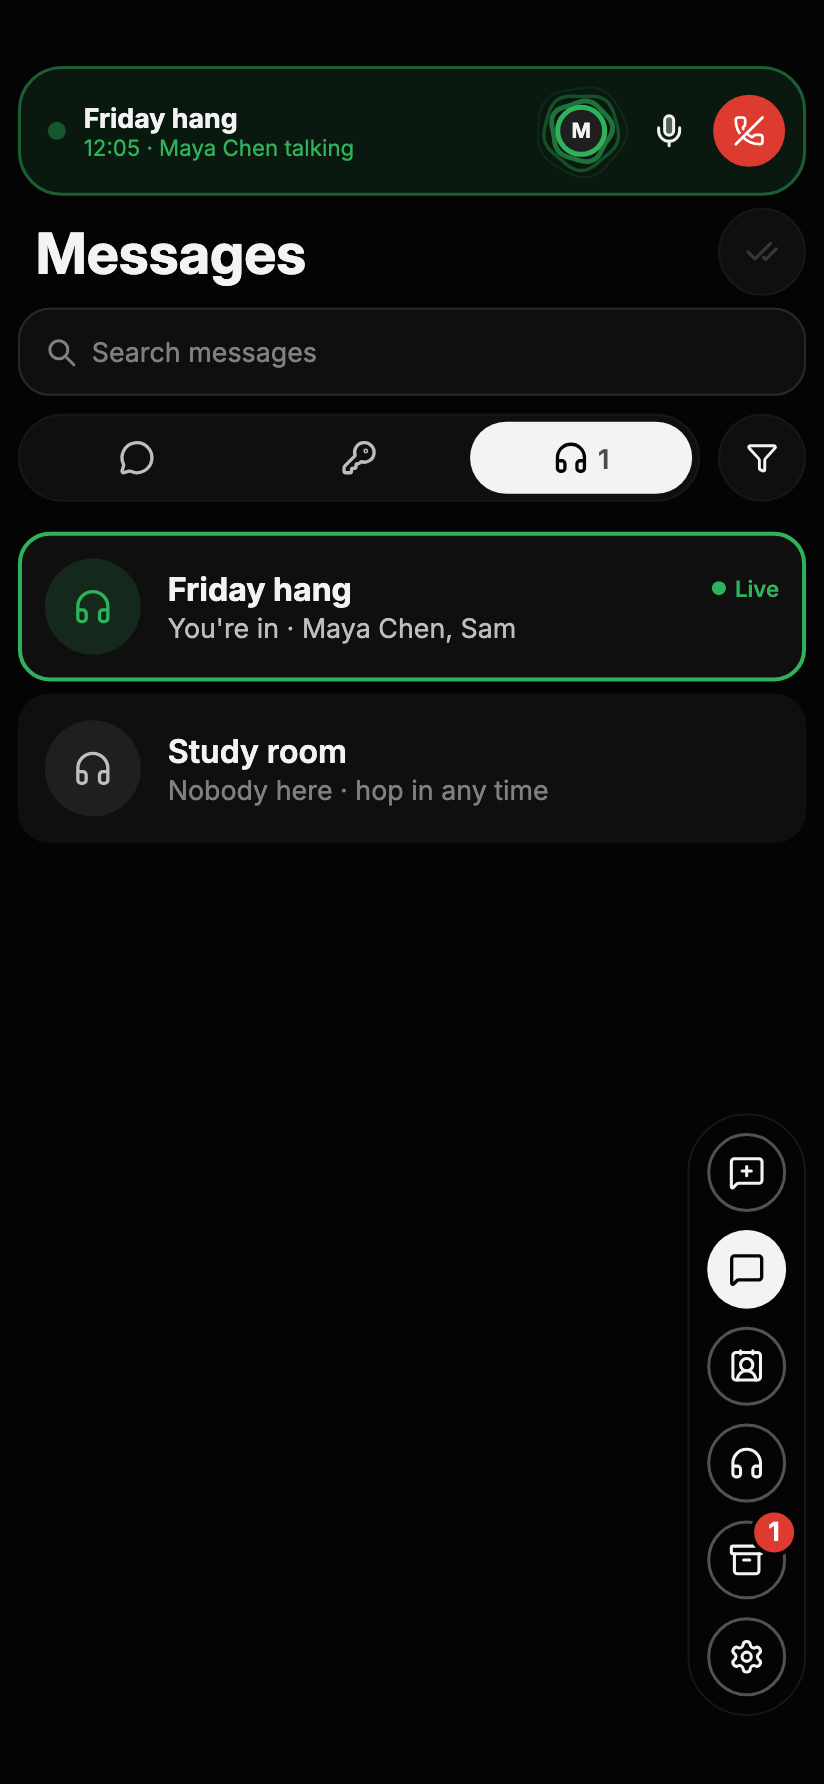 Friday hang
12:05 · Maya Chen talking
M
Messages
Search messages
1
Friday hang
Live
You're in · Maya Chen, Sam
Study room
Nobody here · hop in any time
1